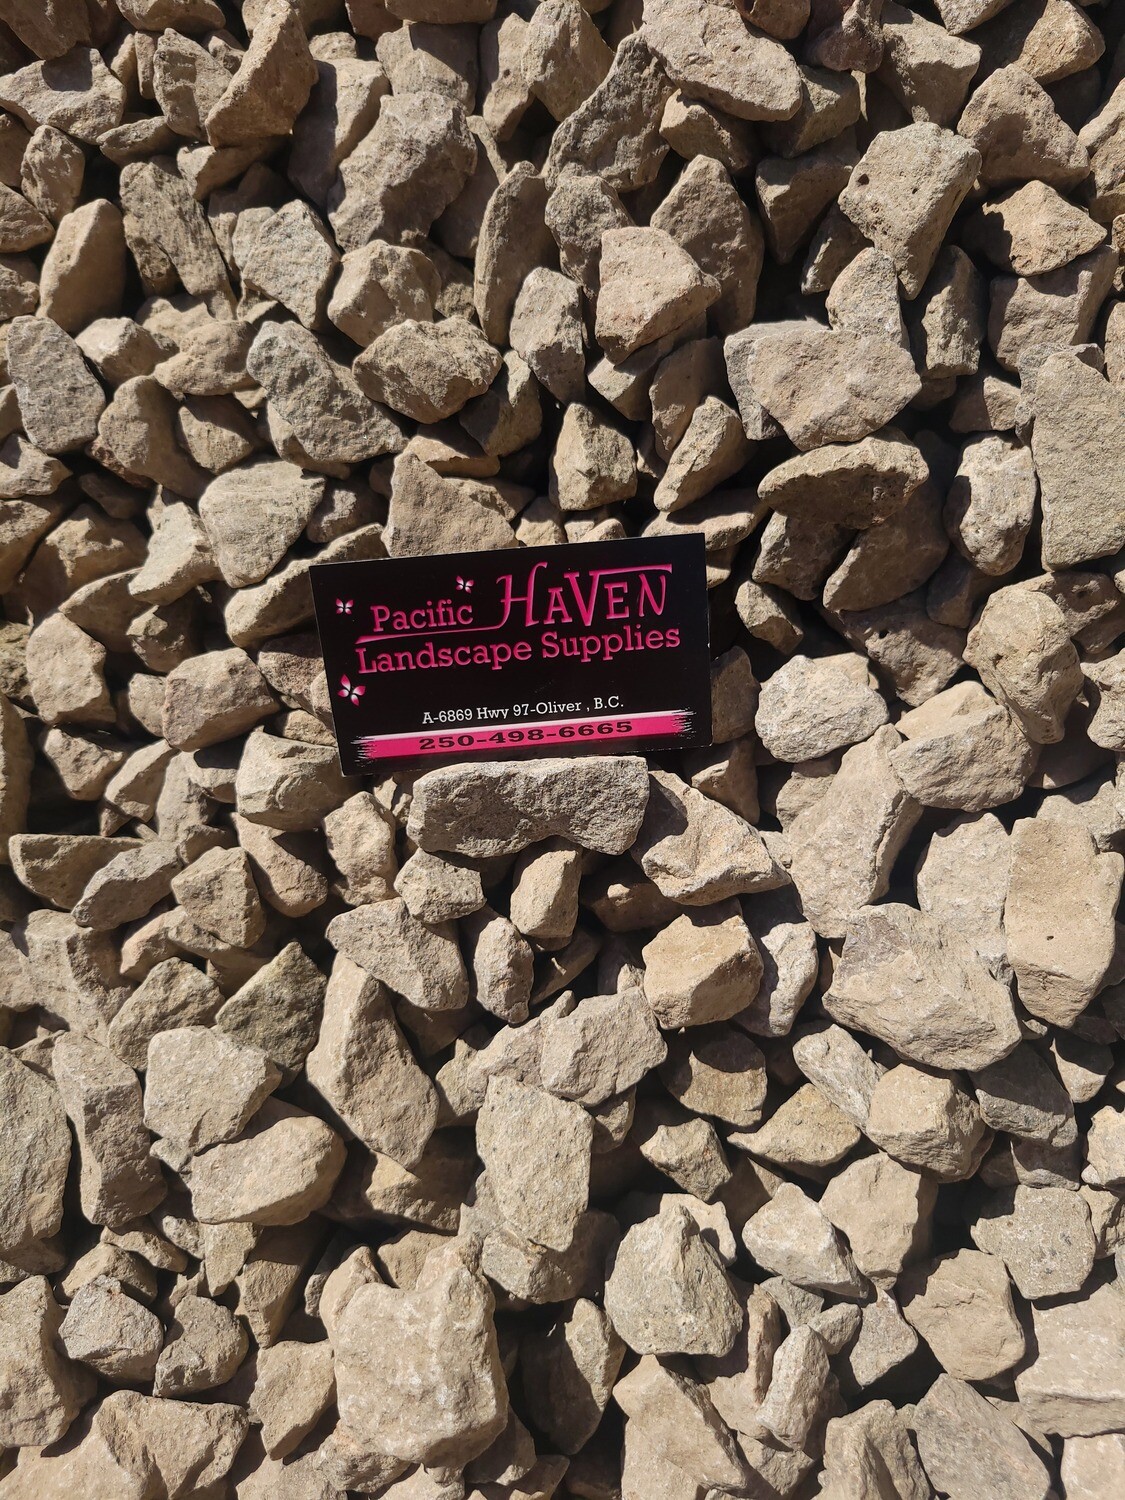 Pacific HAVEN
Landscape Supplies
A-6869 Hwy 97-Oliver , B.C.
250-498-6665